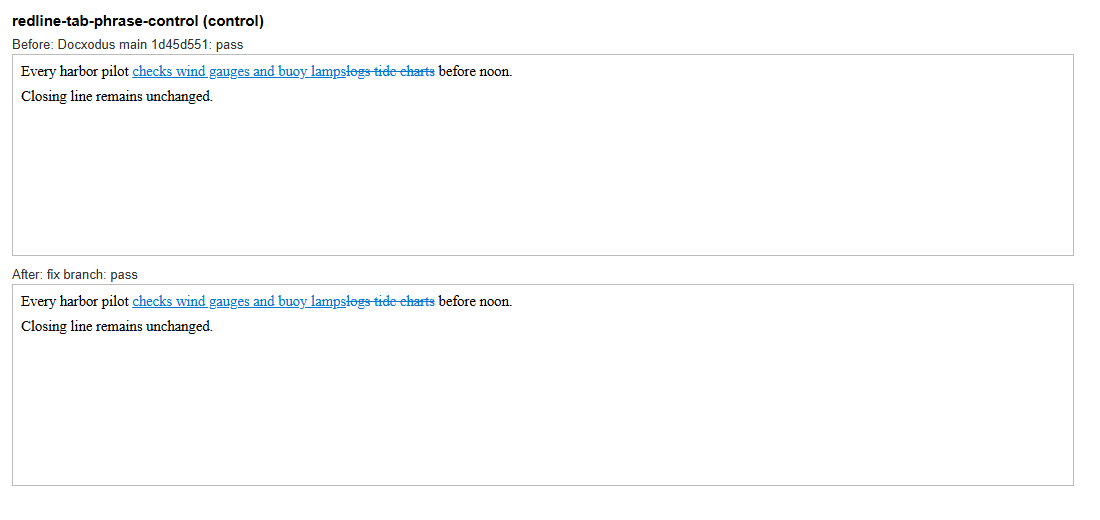 redline-tab-phrase-control (control)
Before: Docxodus main 1d45d551: pass
Every harbor pilot checks wind gauges and buoy lampslogs tide charts before noon.
Closing line remains unchanged.
After: fix branch: pass
Every harbor pilot checks wind gauges and buoy lampslogs tide charts before noon.
Closing line remains unchanged.